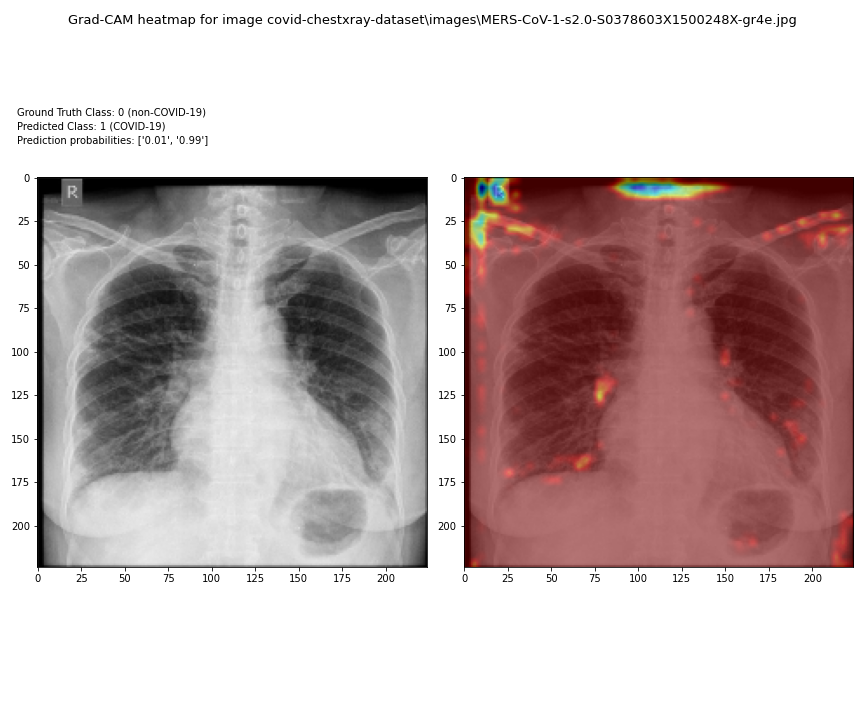 Grad-CAM heatmap for image covid-chestxray-dataset\images\MERS-CoV-1-s2.0-S0378603X1500248X-gr4e.jpg
Ground Truth Class: 0 (non-COVID-19)
Predicted Class: 1 (COVID-19)
Prediction probabilities: ['0.01', '0.99']
R
0
25
50
75
100
125
150
175
200
0 25 50 75 100 125 150 175 200
0
25
50
75
100
125
150
175
200
0 25 50 75 100 125 150 175 200